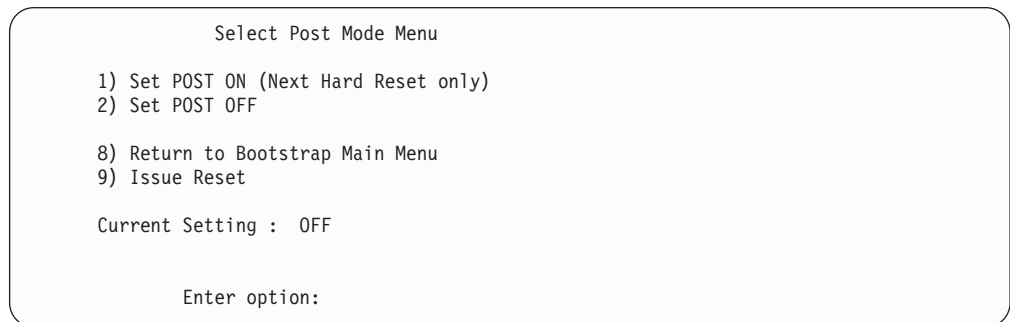 Select Post Mode Menu
1) Set POST ON (Next Hard Reset only)
2) Set POST OFF
8) Return to Bootstrap Main Menu
9) Issue Reset
Current Setting :  OFF
Enter option: